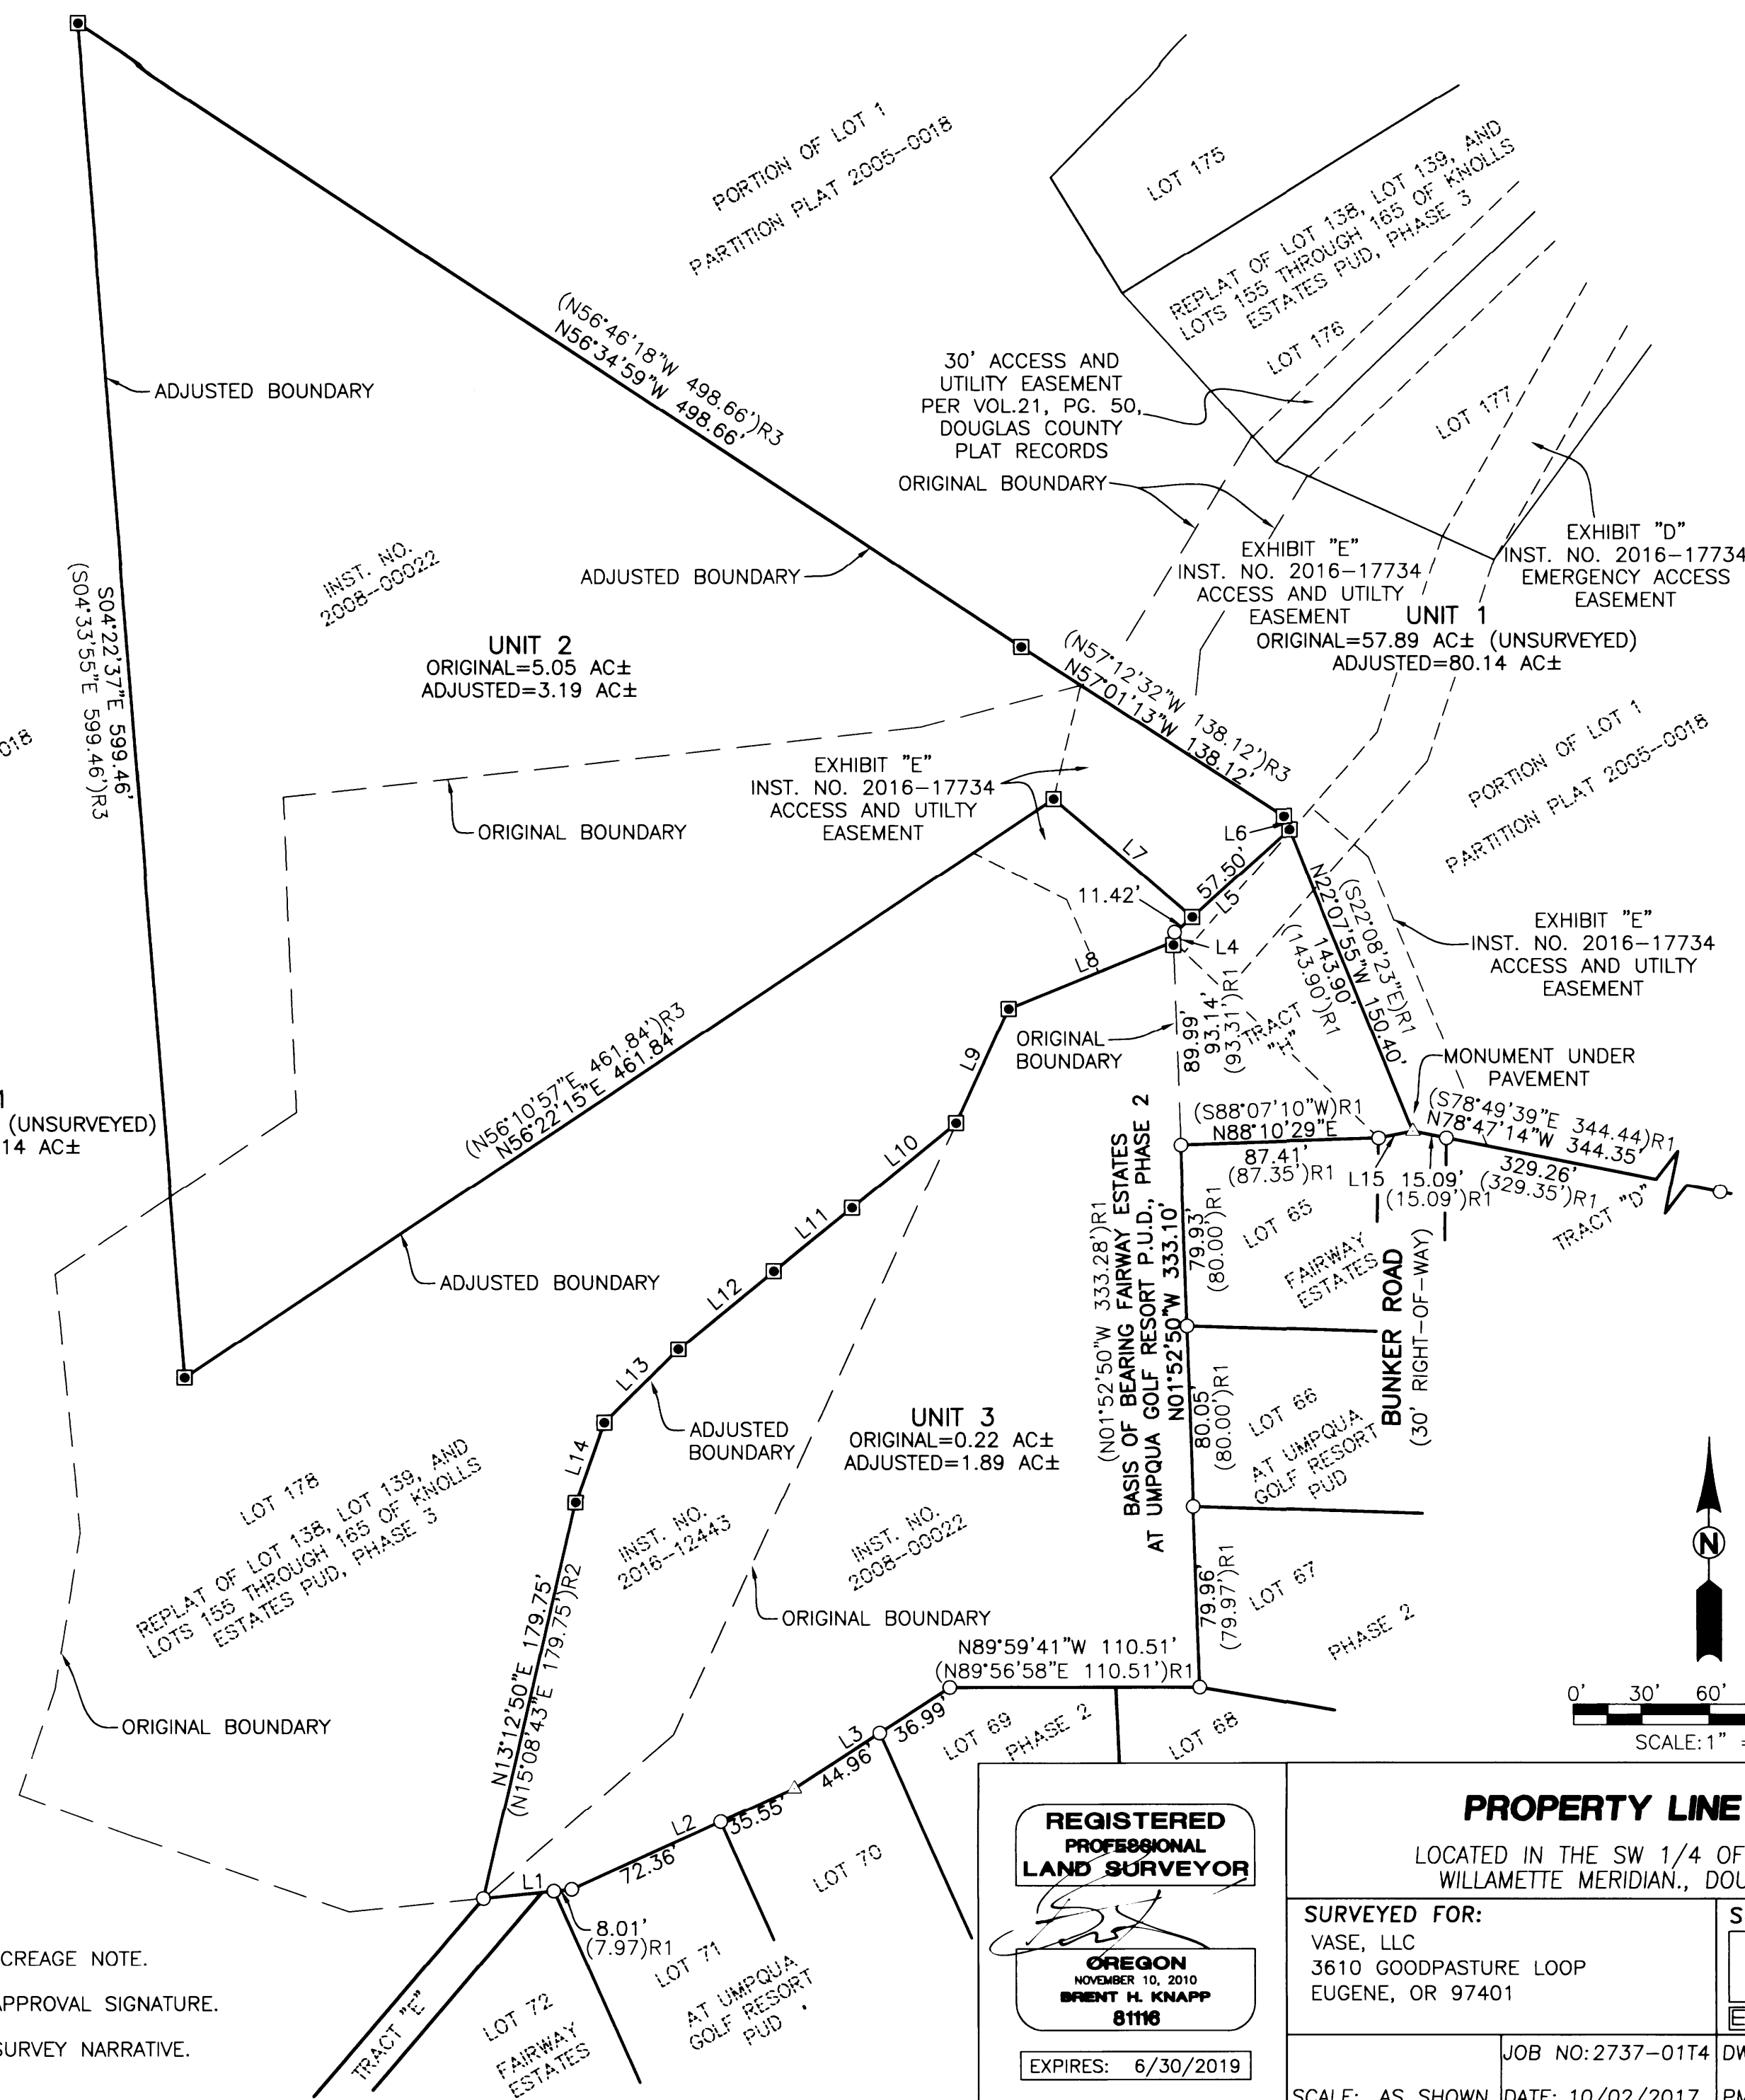 PORTION OF LOT 1
PARTITION PLAT 2005--0018
LOT 175
REPLAT OF LOT 138, LOT 139, AND
LOTS 155 THROUGH 165 OF KNOLLS
ESTATES PUD, PHASE 3
LOT 176
LOT 177
(N56°46'18"W 498.66')R3
N56°34'59"W 498.66'
30' ACCESS AND
UTILITY EASEMENT
PER VOL.21, PG. 50,
DOUGLAS COUNTY
PLAT RECORDS
ORIGINAL BOUNDARY
ADJUSTED BOUNDARY
INST. NO.
2008--00022
ADJUSTED BOUNDARY
EXHIBIT "E"
INST. NO. 2016-17734
ACCESS AND UTILITY
EASEMENT
EXHIBIT "D"
INST. NO. 2016-17734
EMERGENCY ACCESS
EASEMENT
UNIT 1
ORIGINAL=57.89 AC± (UNSURVEYED)
ADJUSTED=80.14 AC±
UNIT 2
ORIGINAL=5.05 AC±
ADJUSTED=3.19 AC±
S04°22'37"E 599.46'
(S04°33'55"E 599.46')R3
018
(N57°12'32"W 138.12')R3
N57°01'13"W 138.12'
PORTION OF LOT 1
PARTITION PLAT 2005--0018
EXHIBIT "E"
INST. NO. 2016-17734
ACCESS AND UTILTY
EASEMENT
ORIGINAL BOUNDARY
L6
L7
57.50'
L5
11.42'
L4
L8
(S22°08'23"E)R1
N22°07'55"W 150.40'
143.90'
(143.90')R1
EXHIBIT "E"
INST. NO. 2016-17734
ACCESS AND UTILTY
EASEMENT
ORIGINAL
BOUNDARY
89.99'
93.14'
(93.31')R1
TRACT
"H"
MONUMENT UNDER
PAVEMENT
L9
(N56°10'57"E 461.84')R3
N56°22'15"E 461.84'
1
(UNSURVEYED)
14 AC±
(S88°07'10"W)R1
N88°10'29"E
87.41'
(87.35')R1
L15
15.09'
(15.09')R1
(S78°49'39"E 344.44')R1
N78°47'14"W 344.35'
329.26'
(329.35')R1
TRACT "D"
L10
L11
L12
L13
L14
ADJUSTED BOUNDARY
(N01°52'50"W 333.28')R1
BASIS OF BEARING FAIRWAY ESTATES
AT UMPQUA GOLF RESORT P.U.D., PHASE 2
N01°52'50"W 333.10'
79.93'
(80.00')R1
LOT 65
FAIRWAY
ESTATES
BUNKER ROAD
(30' RIGHT-OF-WAY)
80.05'
(80.00')R1
LOT 66
AT UMPQUA
GOLF RESORT
PUD
79.96'
(79.97')R1
LOT 67
PHASE 2
ADJUSTED
BOUNDARY
UNIT 3
ORIGINAL=0.22 AC±
ADJUSTED=1.89 AC±
LOT 178
REPLAT OF LOT 138, LOT 139, AND
LOTS 155 THROUGH 165 OF KNOLLS
ESTATES PUD, PHASE 3
INST. NO.
2016--12443
INST. NO.
2008--00022
ORIGINAL BOUNDARY
ORIGINAL BOUNDARY
N13°12'50"E 179.75'
(N15°08'43"E 179.75')R2
N89°59'41"W 110.51'
(N89°56'58"E 110.51')R1
N
0' 30' 60'
SCALE: 1" =
L3
36.99'
44.96'
LOT 69
PHASE 2
LOT 68
35.55'
L2
72.36'
LOT 70
L1
8.01'
(7.97)R1
LOT 71
AT UMPQUA
GOLF RESORT
PUD
LOT 72
FAIRWAY
ESTATES
TRACT "E"
CREAGE NOTE.
APPROVAL SIGNATURE.
SURVEY NARRATIVE.
REGISTERED
PROFESSIONAL
LAND SURVEYOR
OREGON
NOVEMBER 10, 2010
BRENT H. KNAPP
81116
EXPIRES: 6/30/2019
PROPERTY LINE
LOCATED IN THE SW 1/4 OF
WILLAMETTE MERIDIAN., DOU
SURVEYED FOR:
VASE, LLC
3610 GOODPASTURE LOOP
EUGENE, OR 97401
S
E
JOB NO: 2737-01T4
DW
SCALE: AS SHOWN
DATE: 10/02/2017
PM